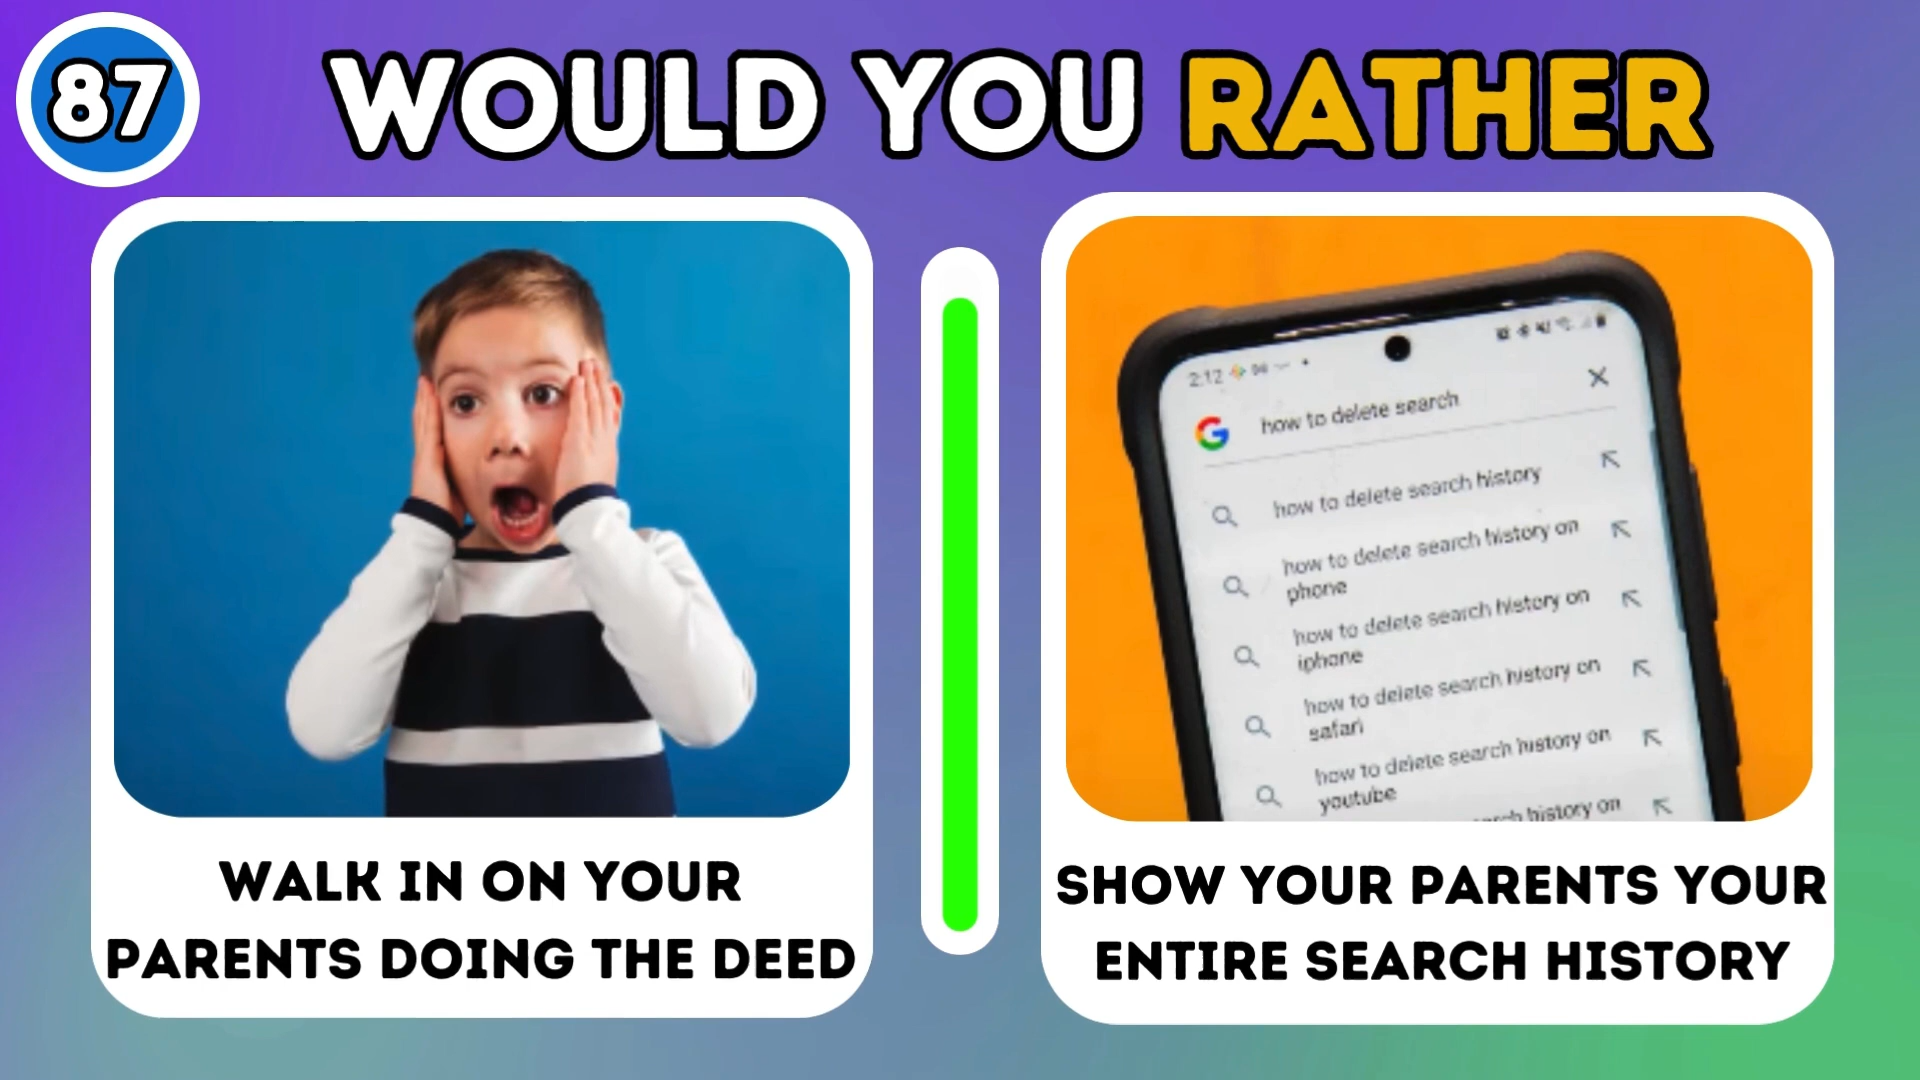 87
WOULD YOU RATHER
WALK IN ON YOUR
PARENTS DOING THE DEED
2:12
how to delete search
how to delete search history
how to delete search history on
phone
how to delete search history on
iphone
how to delete search history on
safari
how to delete search history on
youtube
history on
SHOW YOUR PARENTS YOUR
ENTIRE SEARCH HISTORY